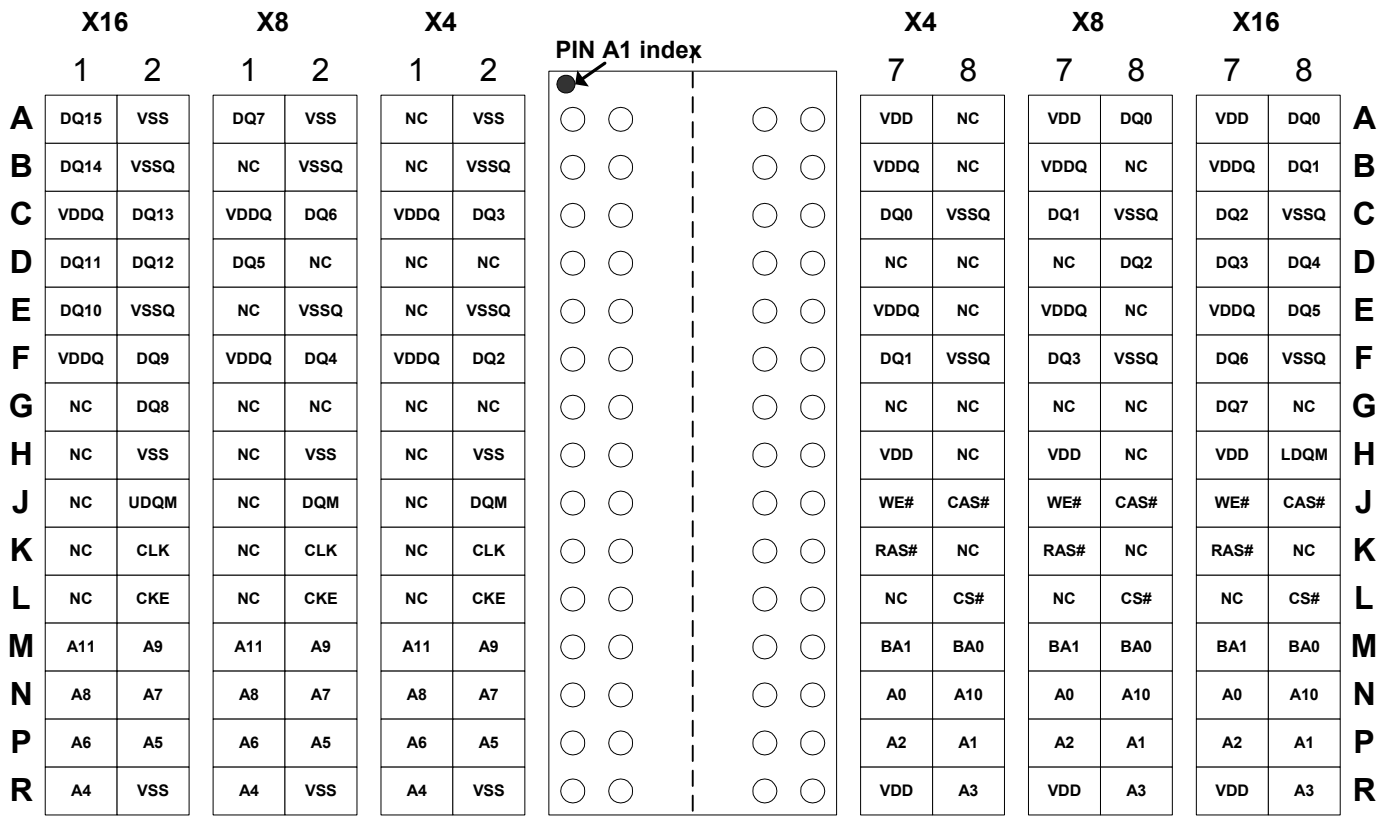 X16 X8 X4 X4 X8 X16
PIN A1 index
1 2 1 2 1 2 7 8 7 8 7 8
A DQ15 VSS DQ7 VSS NC VSS VDD NC VDD DQ0 VDD DQ0 A
B DQ14 VSSQ NC VSSQ NC VSSQ VDDQ NC VDDQ NC VDDQ DQ1 B
C VDDQ DQ13 VDDQ DQ6 VDDQ DQ3 DQ0 VSSQ DQ1 VSSQ DQ2 VSSQ C
D DQ11 DQ12 DQ5 NC NC NC NC NC NC DQ2 DQ3 DQ4 D
E DQ10 VSSQ NC VSSQ NC VSSQ VDDQ NC VDDQ NC VDDQ DQ5 E
F VDDQ DQ9 VDDQ DQ4 VDDQ DQ2 DQ1 VSSQ DQ3 VSSQ DQ6 VSSQ F
G NC DQ8 NC NC NC NC NC NC NC NC DQ7 NC G
H NC VSS NC VSS NC VSS VDD NC VDD NC VDD LDQM H
J NC UDQM NC DQM NC DQM WE# CAS# WE# CAS# WE# CAS# J
K NC CLK NC CLK NC CLK RAS# NC RAS# NC RAS# NC K
L NC CKE NC CKE NC CKE NC CS# NC CS# NC CS# L
M A11 A9 A11 A9 A11 A9 BA1 BA0 BA1 BA0 BA1 BA0 M
N A8 A7 A8 A7 A8 A7 A0 A10 A0 A10 A0 A10 N
P A6 A5 A6 A5 A6 A5 A2 A1 A2 A1 A2 A1 P
R A4 VSS A4 VSS A4 VSS VDD A3 VDD A3 VDD A3 R